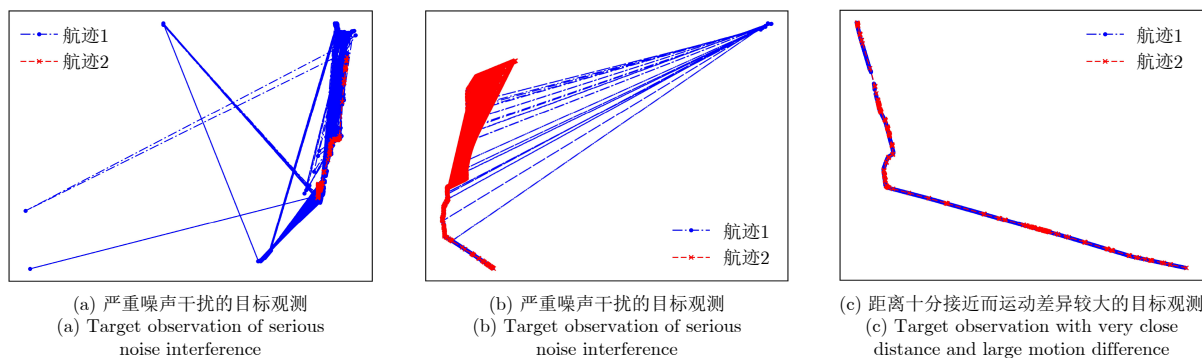 航迹1
航迹2
航迹1
航迹2
航迹1
航迹2
(a) 严重噪声干扰的目标观测
(a) Target observation of serious
noise interference
(b) 严重噪声干扰的目标观测
(b) Target observation of serious
noise interference
(c) 距离十分接近而运动差异较大的目标观测
(c) Target observation with very close
distance and large motion difference